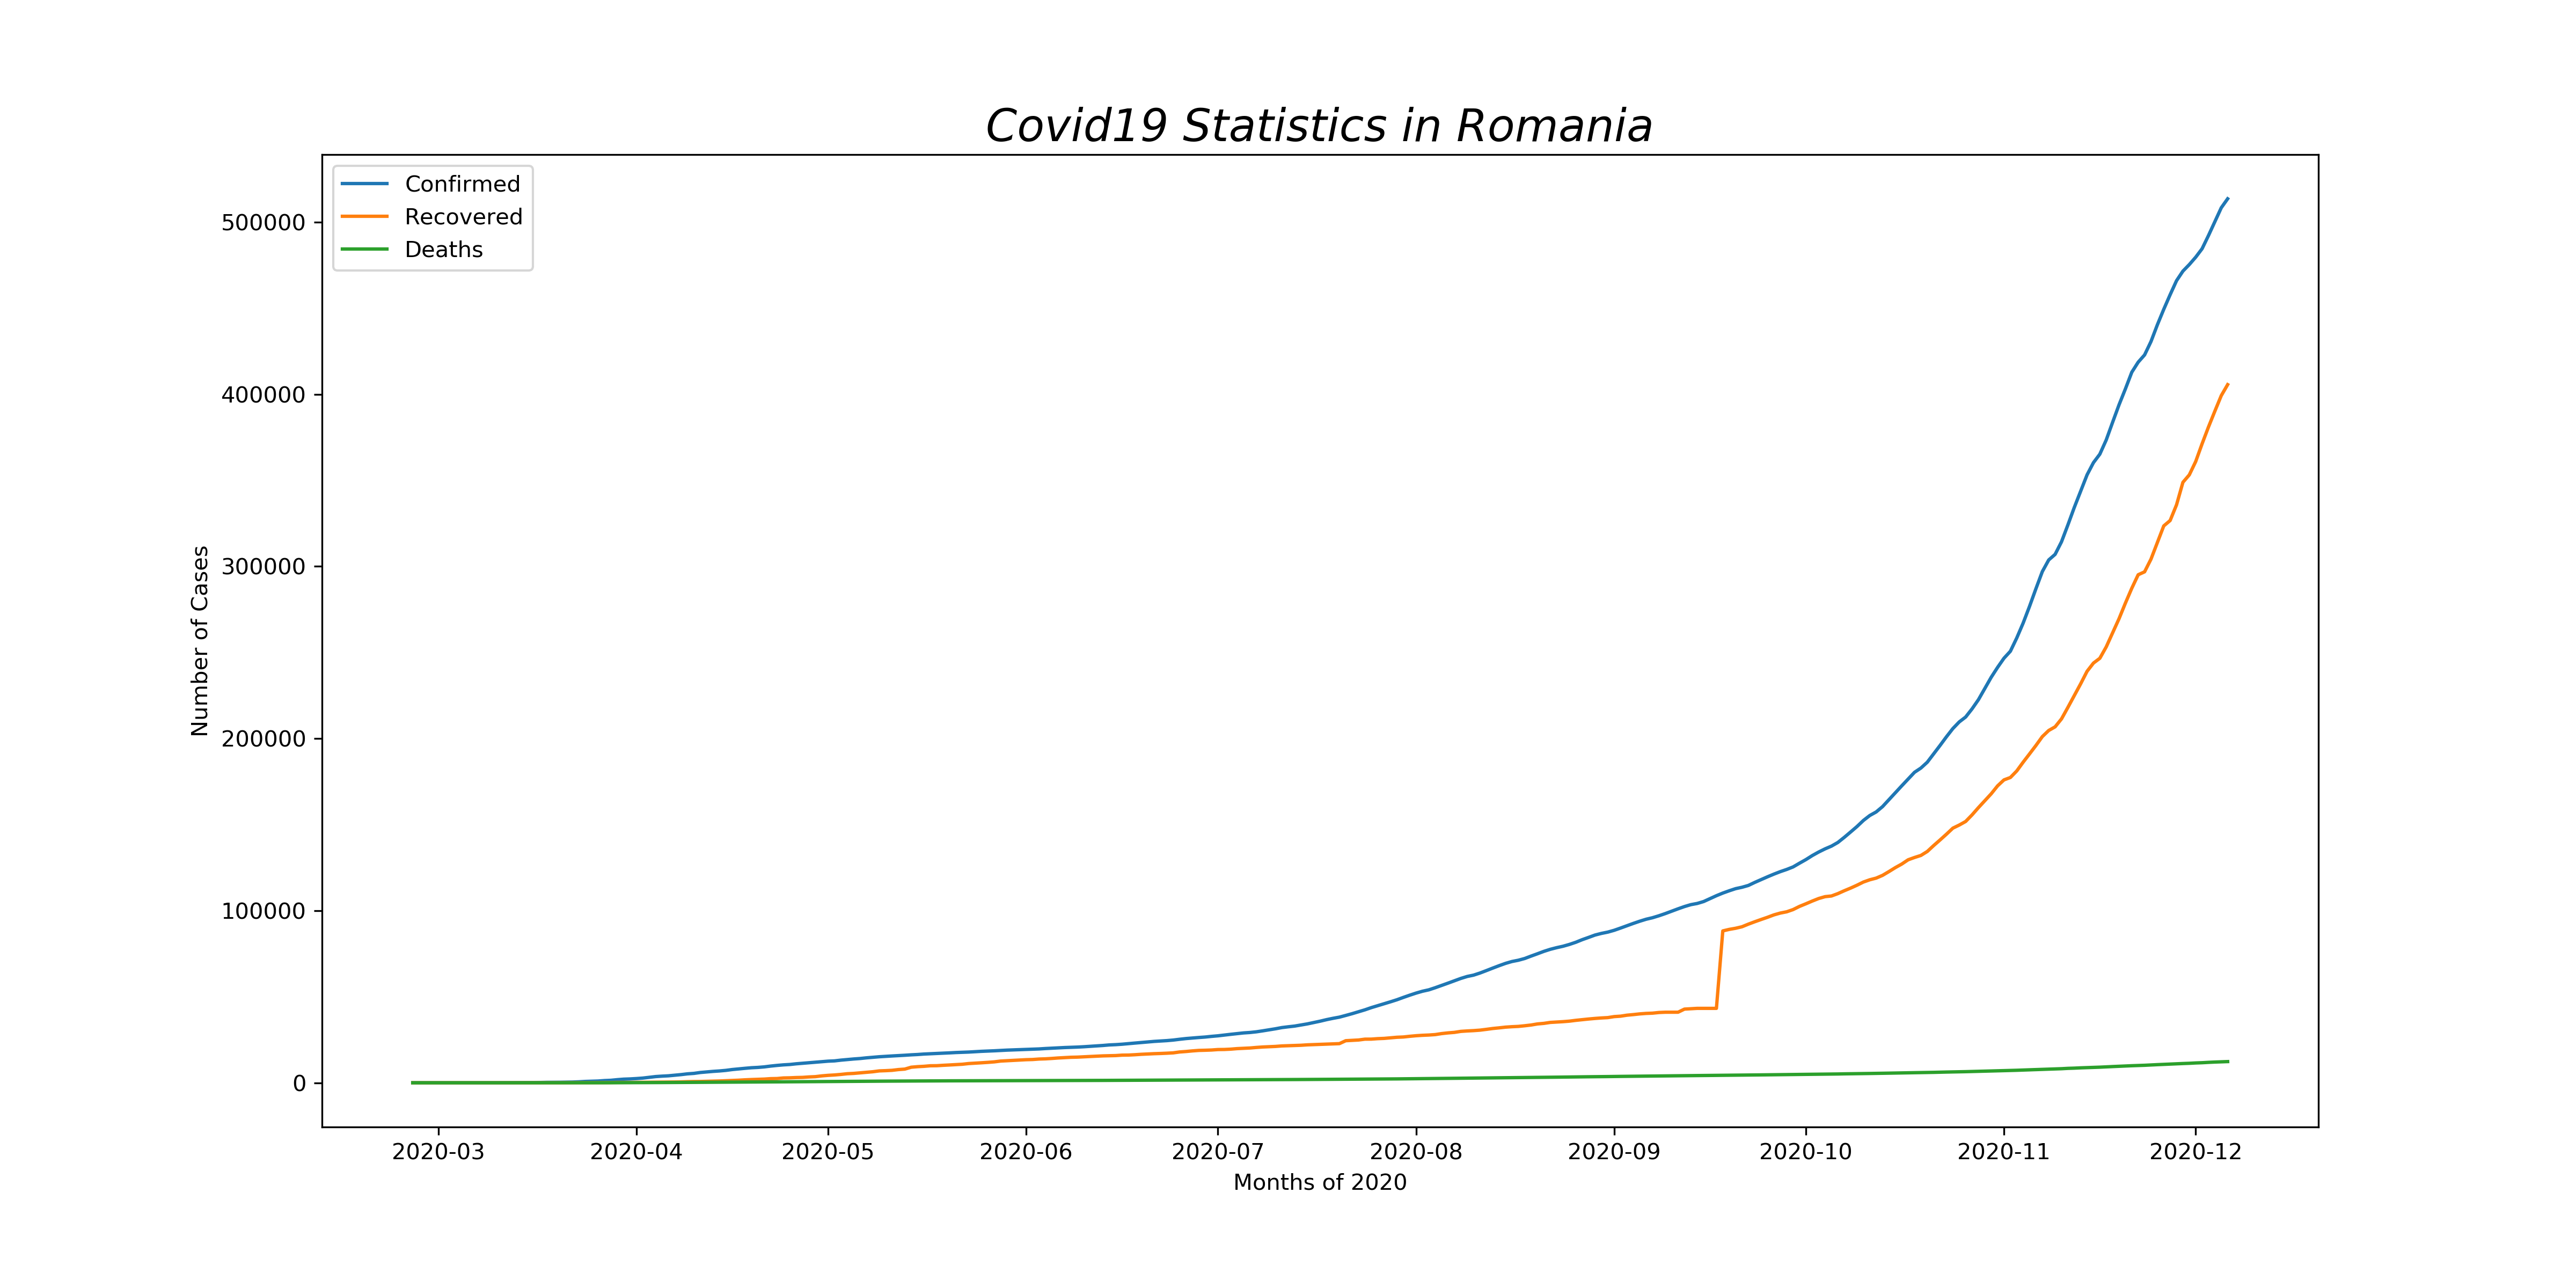 Covid19 Statistics in Romania
Confirmed
Recovered
Deaths
500000
400000
300000
200000
100000
0
Number of Cases
2020-03 2020-04 2020-05 2020-06 2020-07 2020-08 2020-09 2020-10 2020-11 2020-12
Months of 2020